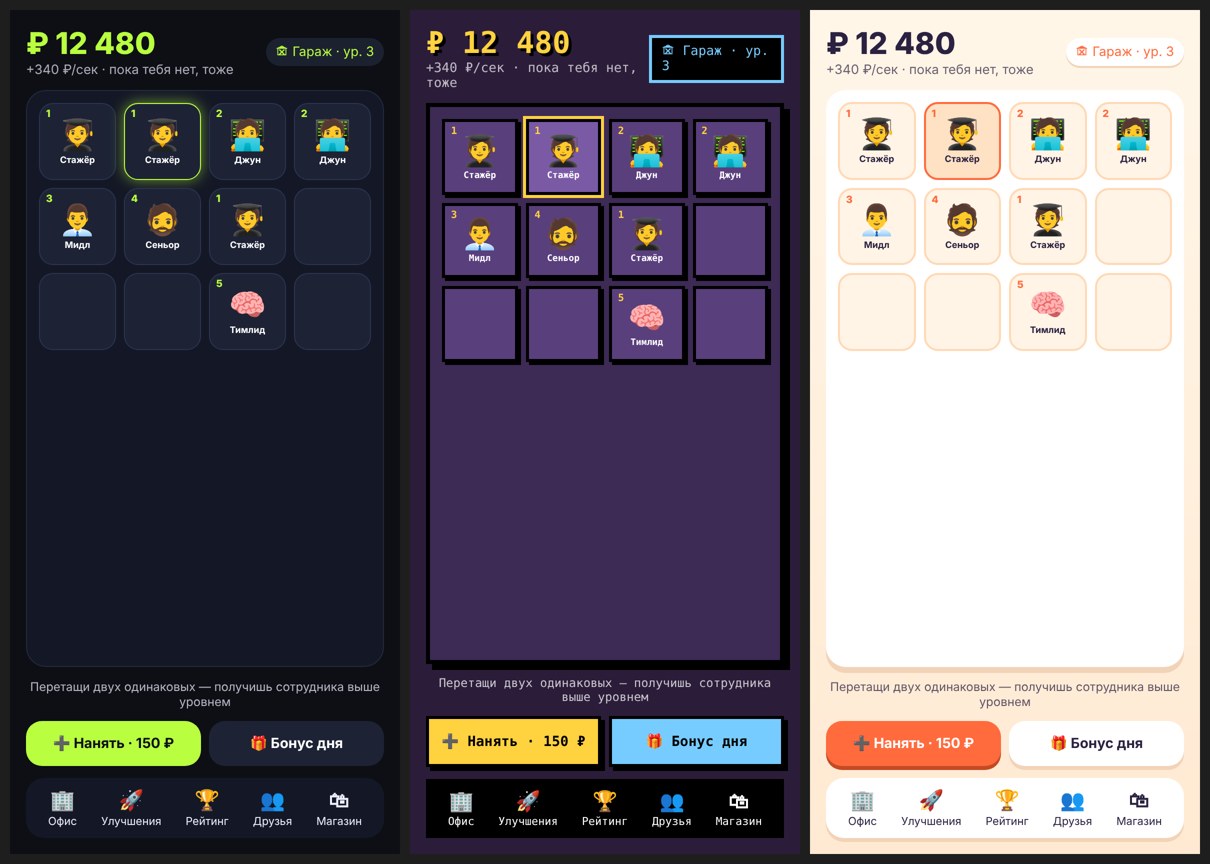 ₽ 12 480
+340 ₽/сек · пока тебя нет, тоже
Гараж · ур. 3
1
1
2
2
Стажёр
Стажёр
Джун
Джун
3
4
1
Мидл
Сеньор
Стажёр
5
Тимлид
Перетащи двух одинаковых — получишь сотрудника выше
уровнем
Нанять · 150 ₽
Бонус дня
Офис
Улучшения
Рейтинг
Друзья
Магазин
₽ 12 480
+340 ₽/сек · пока тебя нет,
тоже
Гараж · ур.
3
1
1
2
2
Стажёр
Стажёр
Джун
Джун
3
4
1
Мидл
Сеньор
Стажёр
5
Тимлид
Перетащи двух одинаковых — получишь сотрудника
выше уровнем
Нанять · 150 ₽
Бонус дня
Офис
Улучшения
Рейтинг
Друзья
Магазин
₽ 12 480
+340 ₽/сек · пока тебя нет, тоже
Гараж · ур. 3
1
1
2
2
Стажёр
Стажёр
Джун
Джун
3
4
1
Мидл
Сеньор
Стажёр
5
Тимлид
Перетащи двух одинаковых — получишь сотрудника выше
уровнем
Нанять · 150 ₽
Бонус дня
Офис
Улучшения
Рейтинг
Друзья
Магазин